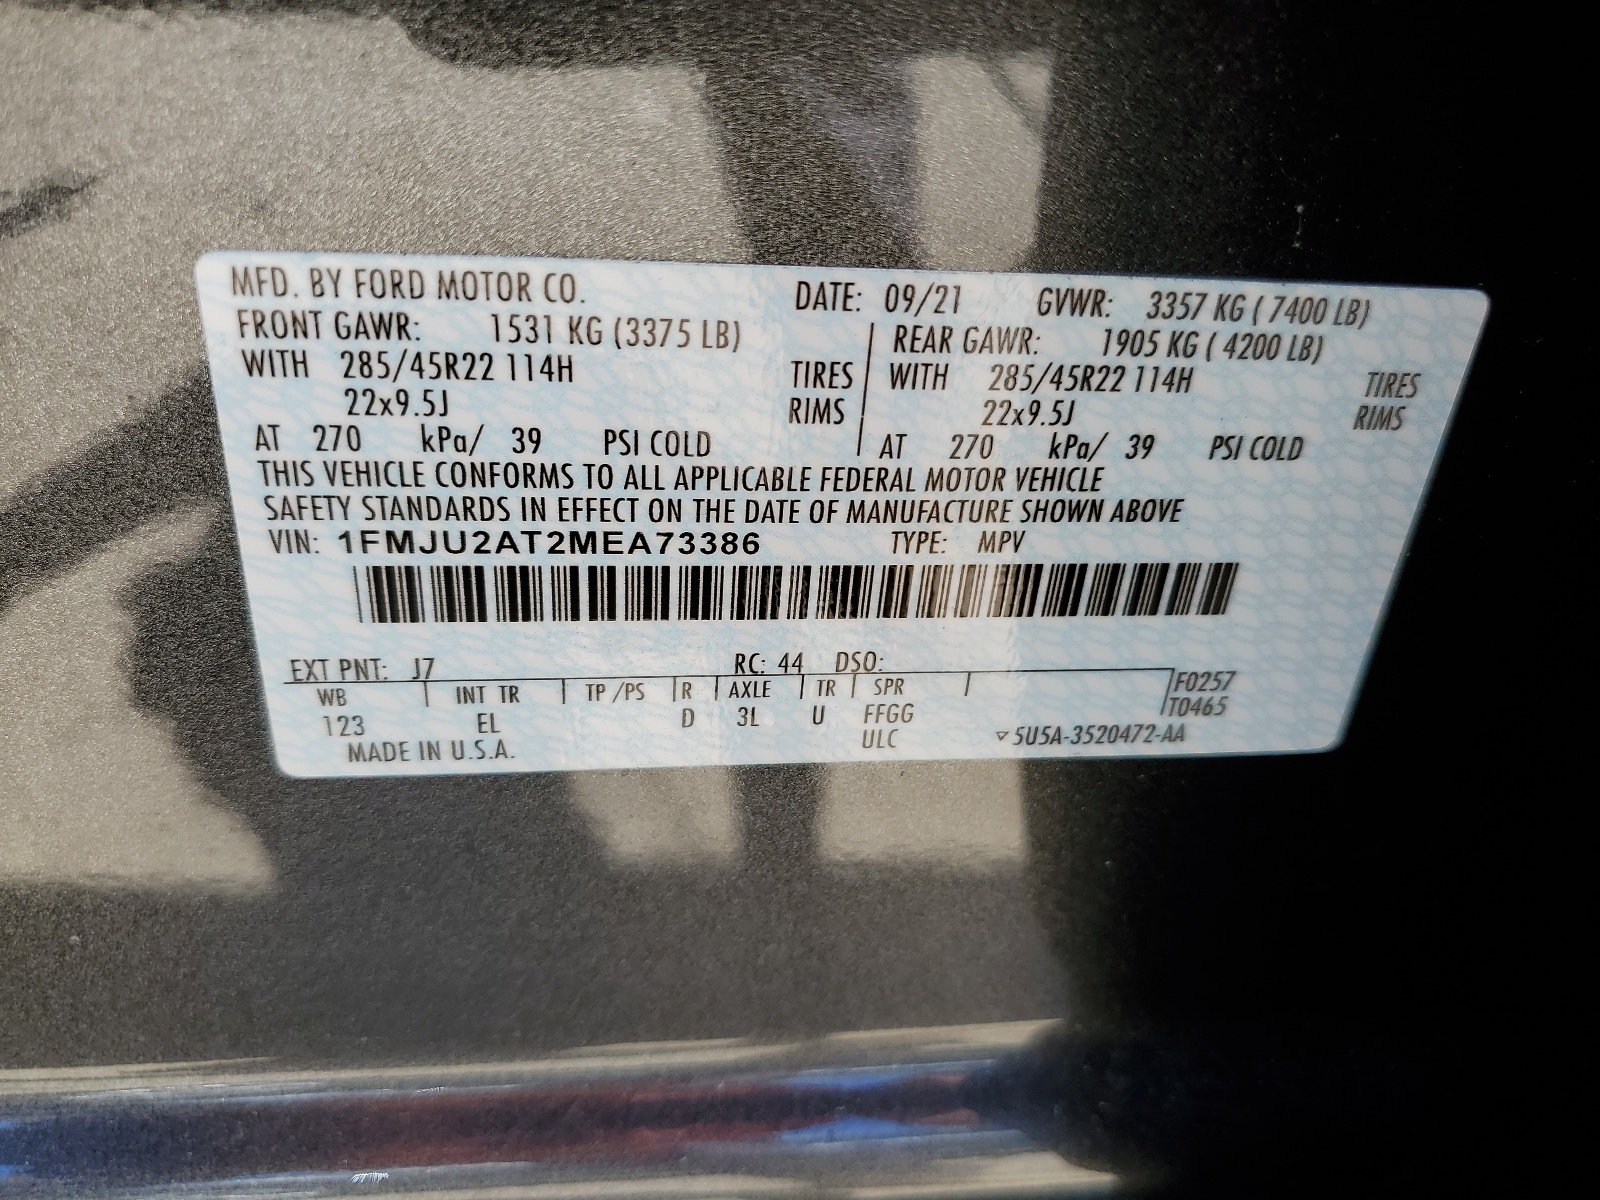 MFD. BY FORD MOTOR CO. DATE: 09/21 GVWR: 3357 KG ( 7400 LB)
FRONT GAWR: 1531 KG (3375 LB) REAR GAWR: 1905 KG ( 4200 LB)
WITH 285/45R22 114H TIRES WITH 285/45R22 114H TIRES
22x9.5J RIMS 22x9.5J RIMS
AT 270 kPa/ 39 PSI COLD AT 270 kPa/ 39 PSI COLD
THIS VEHICLE CONFORMS TO ALL APPLICABLE FEDERAL MOTOR VEHICLE
SAFETY STANDARDS IN EFFECT ON THE DATE OF MANUFACTURE SHOWN ABOVE
VIN: 1FMJU2AT2MEA73386 TYPE: MPV
EXT PNT: J7 RC: 44 DSO:
WB INT TR TP /PS R AXLE TR SPR F0257
123 EL D 3L U FFGG T0465
MADE IN U.S.A. ULC ▽5U5A-3520472-AA